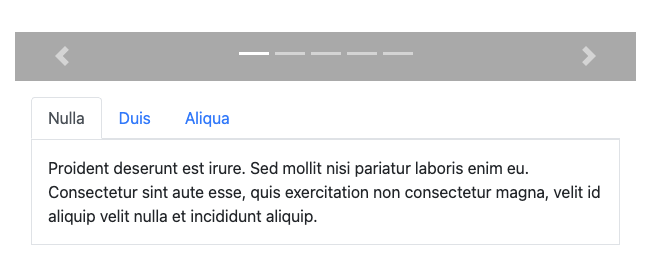 Nulla
Duis
Aliqua
Proident deserunt est irure. Sed mollit nisi pariatur laboris enim eu.
Consectetur sint aute esse, quis exercitation non consectetur magna, velit id
aliquip velit nulla et incididunt aliquip.